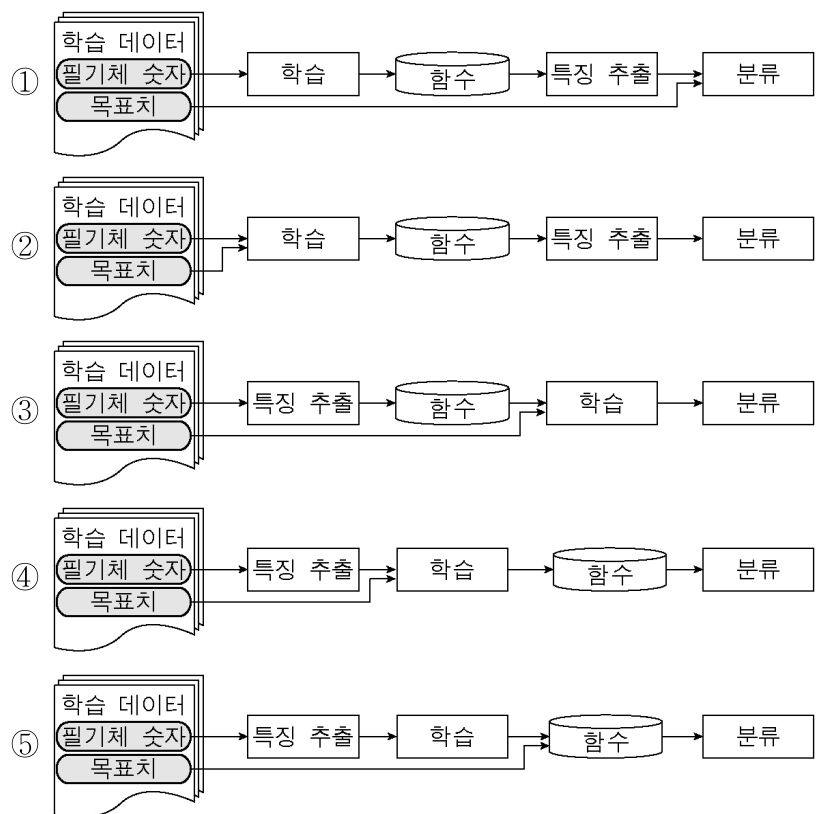 학습 데이터
① 필기체 숫자 학습 함수 특징 추출 분류
목표치
학습 데이터
② 필기체 숫자 학습 함수 특징 추출 분류
목표치
학습 데이터
③ 필기체 숫자 특징 추출 함수 학습 분류
목표치
학습 데이터
④ 필기체 숫자 특징 추출 학습 함수 분류
목표치
학습 데이터
⑤ 필기체 숫자 특징 추출 학습 함수 분류
목표치